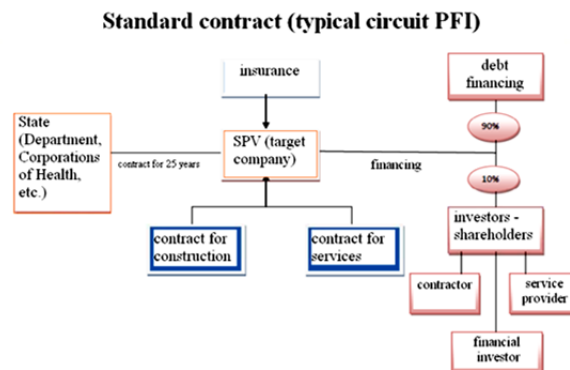 Standard contract (typical circuit PFI)
insurance
debt
financing
90%
State
(Department,
Corporations
of Health,
etc.)
contract for 25 years
SPV (target
company)
financing
10%
investors -
shareholders
contract for
construction
contract for
services
contractor
service
provider
financial
investor